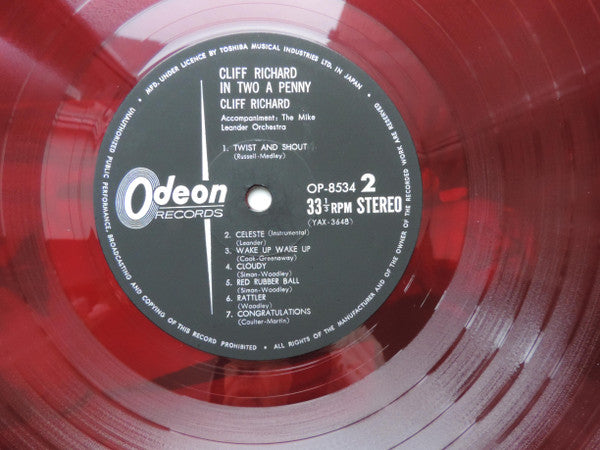 MFD. UNDER LICENCE BY TOSHIBA MUSICAL INDUSTRIES LTD. IN JAPAN
CLIFF RICHARD
IN TWO A PENNY
CLIFF RICHARD
Accompaniment: The Mike
Leander Orchestra
1. TWIST AND SHOUT
(Russell-Medley)
Odeon
RECORDS
OP-8534 2
33 1/3 RPM STEREO
(YAX-3648)
2. CELESTE (Instrumental)
(Leander)
3. WAKE UP WAKE UP
(Cook-Greenaway)
4. CLOUDY
(Simon-Woodley)
5. RED RUBBER BALL
(Simon-Woodley)
6. RATTLER
(Woodley)
7. CONGRATULATIONS
(Coulter-Martin)
UNAUTHORIZED PUBLIC PERFORMANCE, BROADCASTING AND COPYING OF THIS RECORD PROHIBITED
ALL RIGHTS OF THE MANUFACTURER AND OF THE OWNER OF THE RECORDED WORK ARE RESERVED